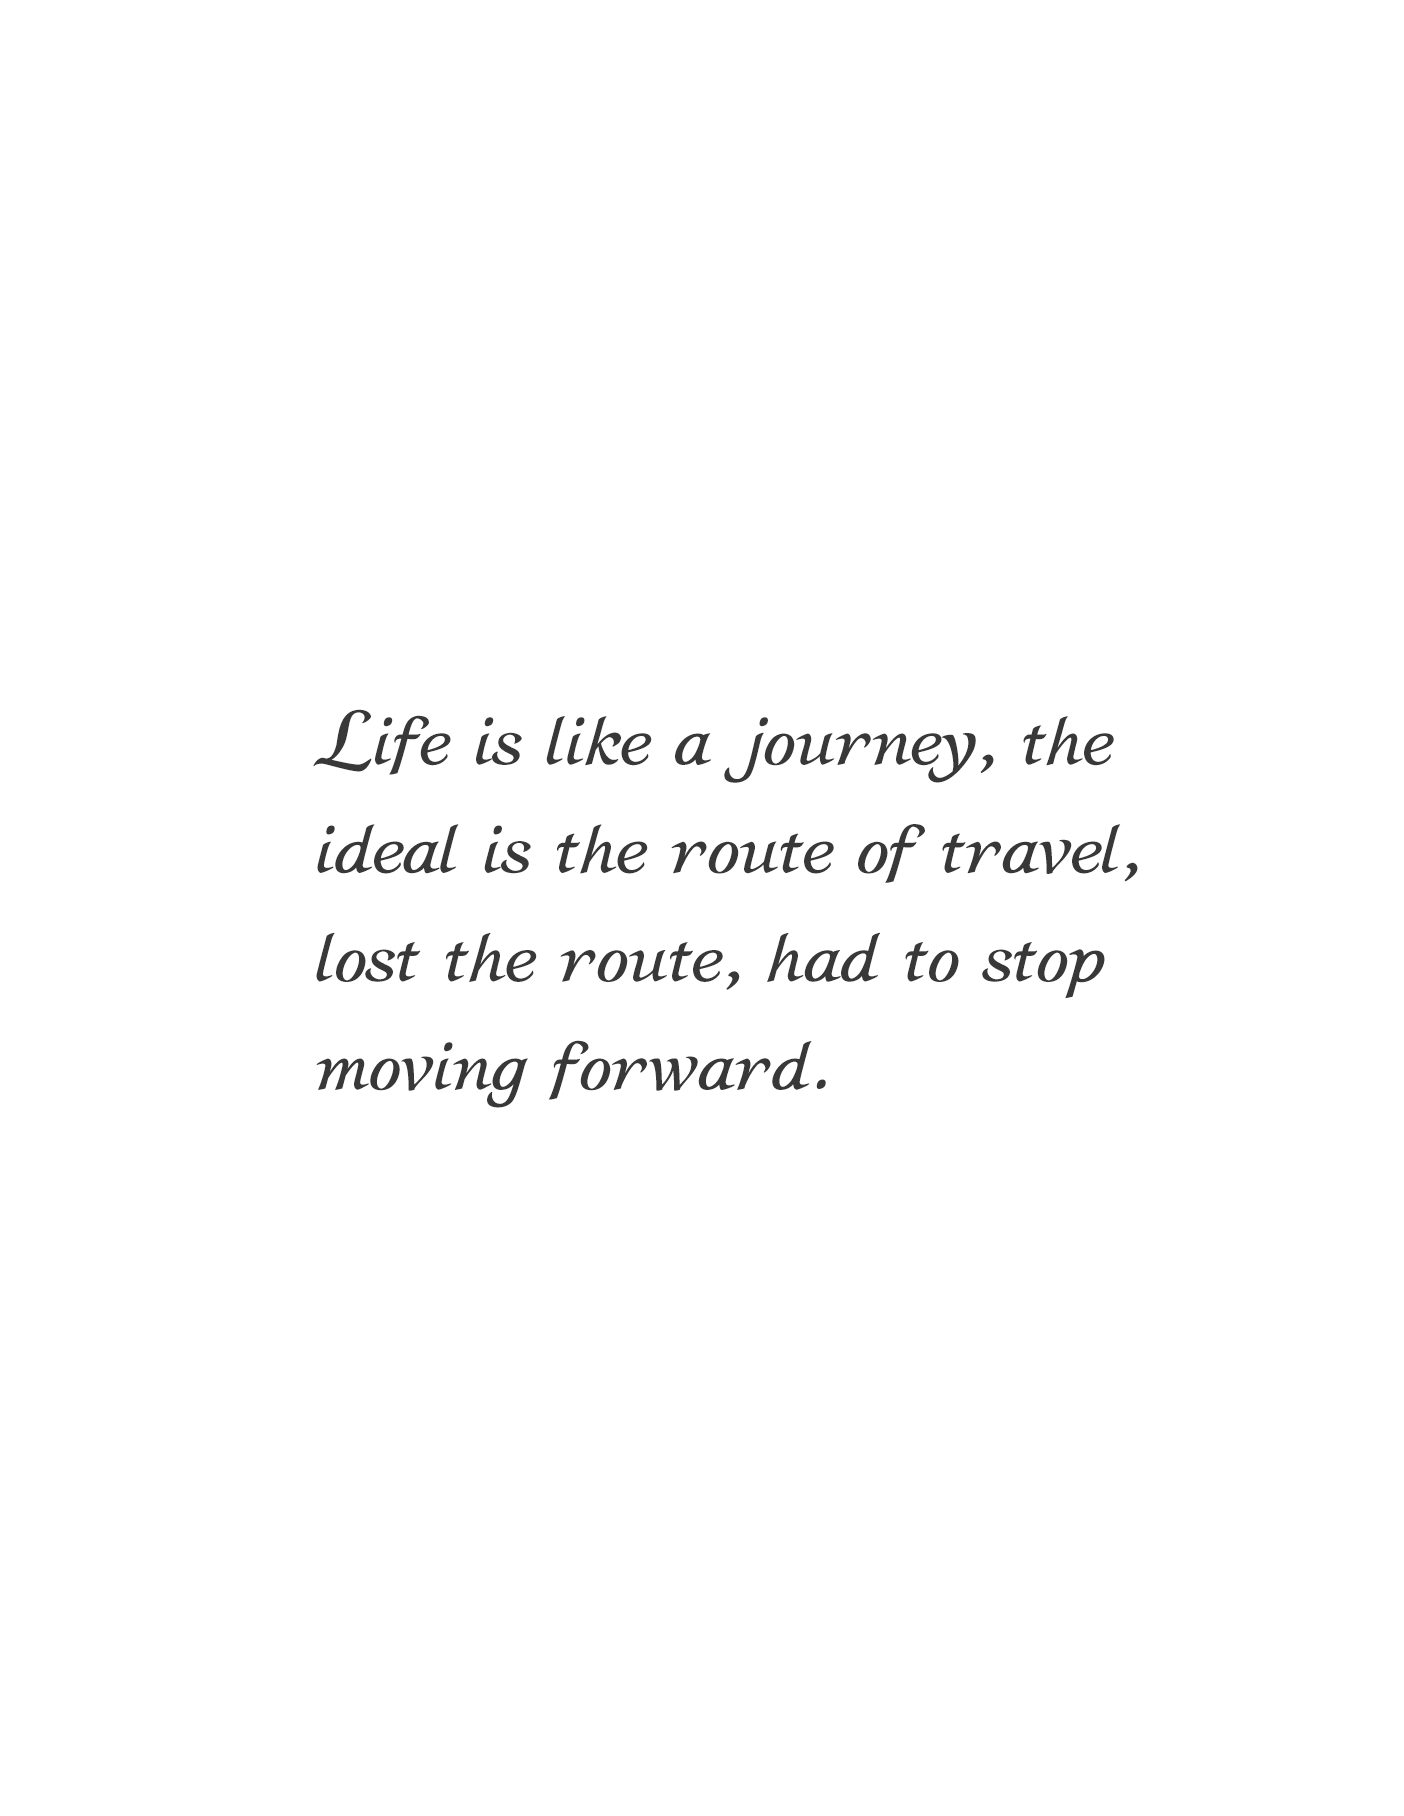 Life is like a journey, the
ideal is the route of travel,
lost the route, had to stop
moving forward.